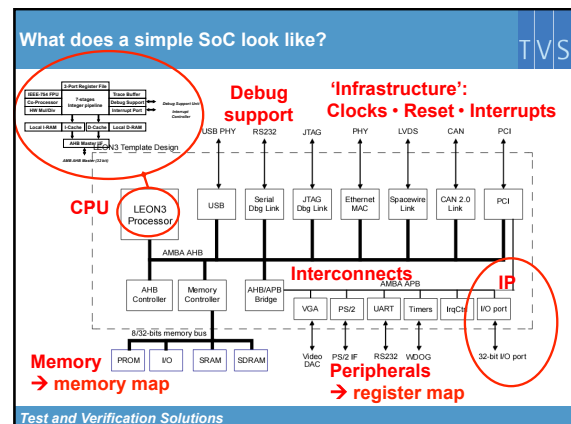 What does a simple SoC look like?
TVS
3-Port Register File
IEEE-754 FPU
Co-Processor
HW Mul/Div
7-stages
Integer pipeline
Trace Buffer
Debug Support
Interrupt Port
Debug Support Unit
Interrupt
Controller
Local I-RAM
I-Cache
D-Cache
Local D-RAM
AHB Master I/F
AMB AHB Master (32 bit)
LEON3 Template Design
Debug
support
'Infrastructure':
Clocks • Reset • Interrupts
USB PHY
RS232
JTAG
PHY
LVDS
CAN
PCI
CPU
LEON3
Processor
USB
Serial
Dbg Link
JTAG
Dbg Link
Ethernet
MAC
Spacewire
Link
CAN 2.0
Link
PCI
AMBA AHB
Interconnects
IP
AMBA APB
AHB
Controller
Memory
Controller
AHB/APB
Bridge
VGA
PS/2
UART
Timers
IrqCtrl
I/O port
8/32-bits memory bus
PROM
I/O
SRAM
SDRAM
Video
DAC
PS/2 IF
RS232
WDOG
32-bit I/O port
Memory
→ memory map
Peripherals
→ register map
Test and Verification Solutions